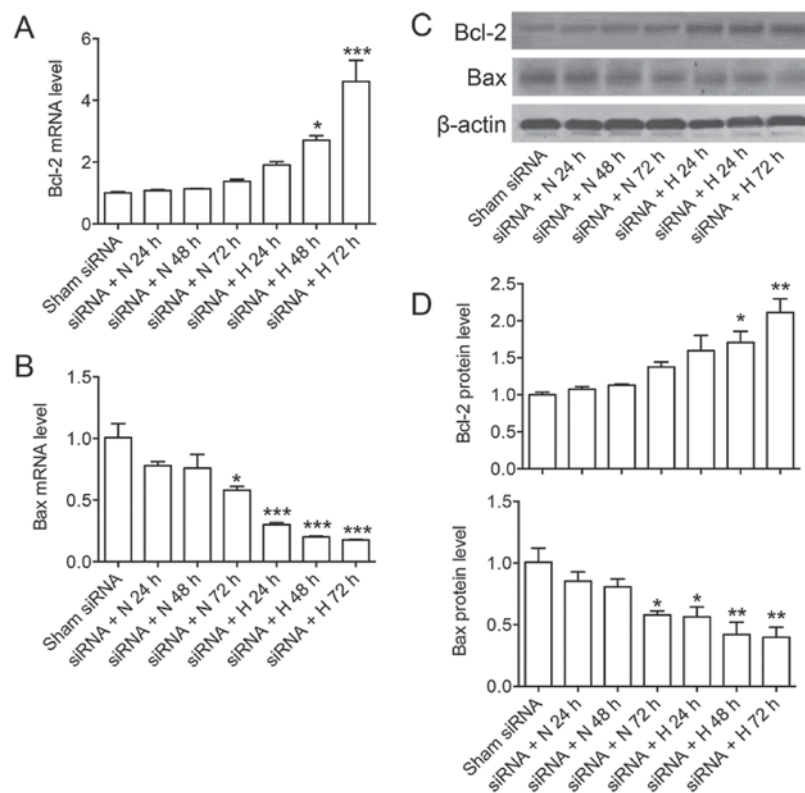 A
Bcl-2 mRNA level
6
4
2
0
*
***
Sham siRNA
siRNA + N 24 h
siRNA + N 48 h
siRNA + N 72 h
siRNA + H 24 h
siRNA + H 48 h
siRNA + H 72 h
B
Bax mRNA level
1.5
1.0
0.5
0.0
*
***
***
***
Sham siRNA
siRNA + N 24 h
siRNA + N 48 h
siRNA + N 72 h
siRNA + H 24 h
siRNA + H 48 h
siRNA + H 72 h
C
Bcl-2
Bax
β-actin
Sham siRNA
siRNA + N 24 h
siRNA + N 48 h
siRNA + N 72 h
siRNA + H 24 h
siRNA + H 24 h
siRNA + H 72 h
D
Bcl-2 protein level
2.5
2.0
1.5
1.0
0.5
0.0
*
**
Bax protein level
1.5
1.0
0.5
0.0
*
*
**
**
Sham siRNA
siRNA + N 24 h
siRNA + N 48 h
siRNA + N 72 h
siRNA + H 24 h
siRNA + H 48 h
siRNA + H 72 h